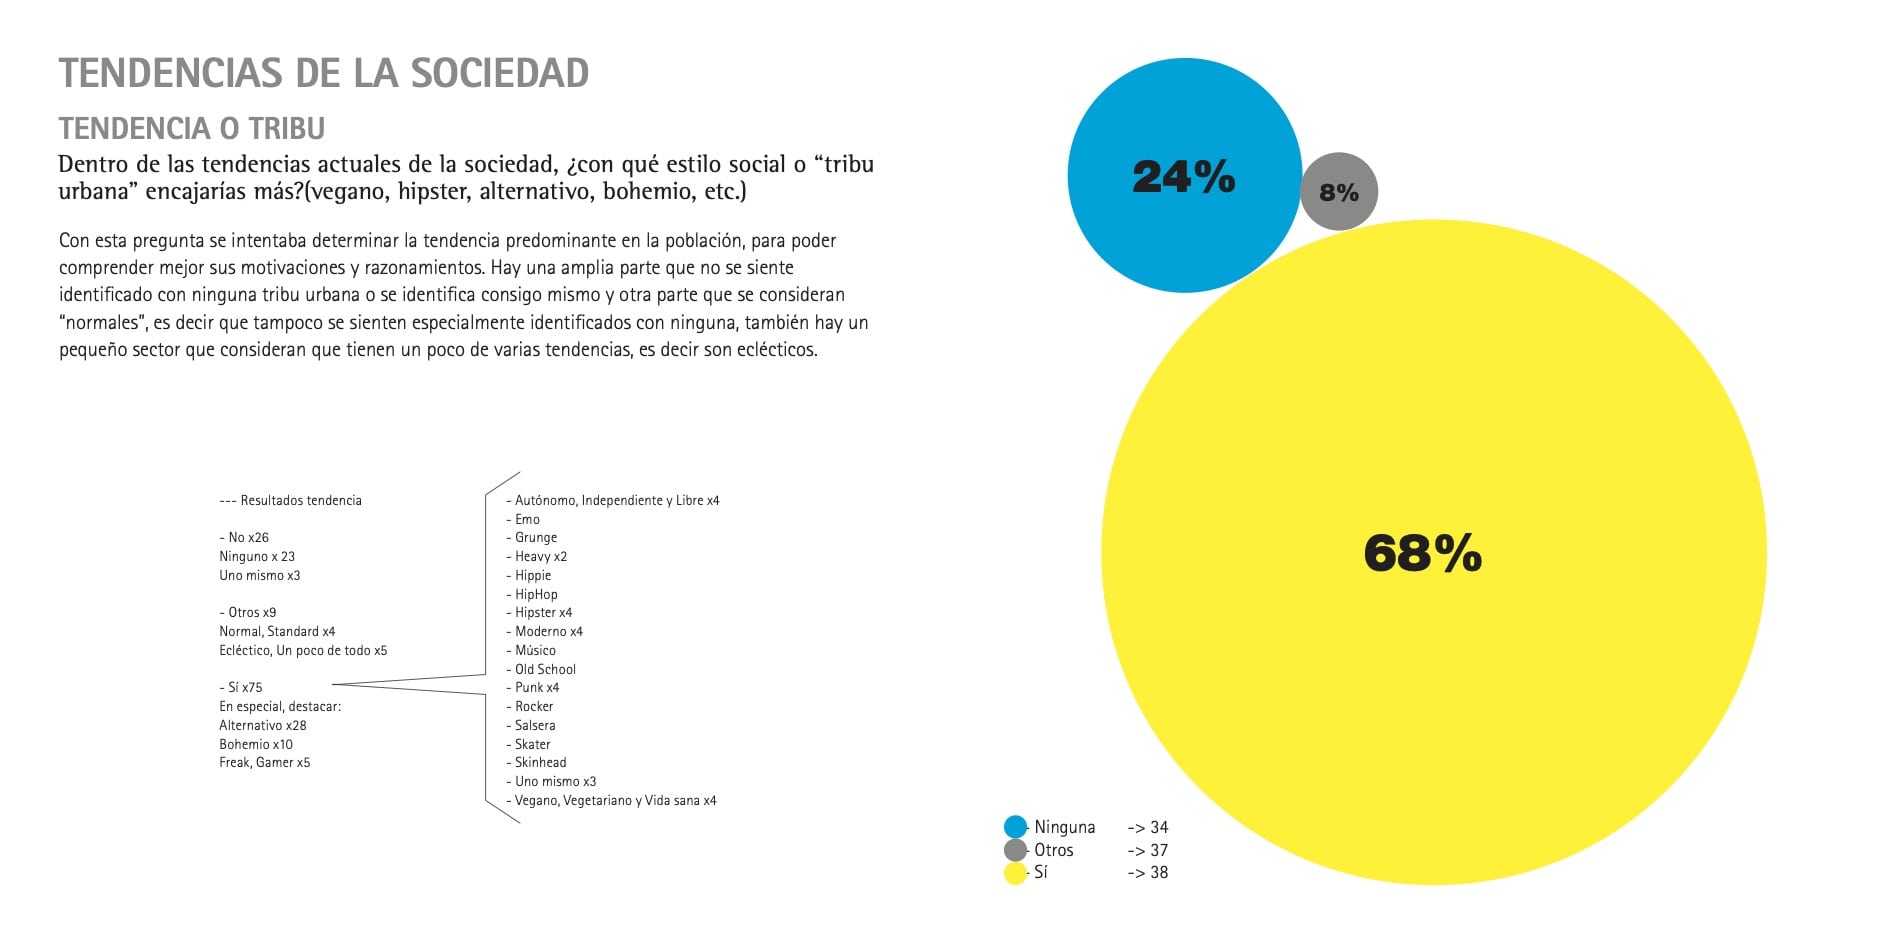 TENDENCIAS DE LA SOCIEDAD
TENDENCIA O TRIBU
Dentro de las tendencias actuales de la sociedad, ¿con qué estilo social o “tribu
urbana” encajarías más?(vegano, hipster, alternativo, bohemio, etc.)
Con esta pregunta se intentaba determinar la tendencia predominante en la población, para poder
comprender mejor sus motivaciones y razonamientos. Hay una amplia parte que no se siente
identificado con ninguna tribu urbana o se identifica consigo mismo y otra parte que se consideran
“normales”, es decir que tampoco se sienten especialmente identificados con ninguna, también hay un
pequeño sector que consideran que tienen un poco de varias tendencias, es decir son eclécticos.
--- Resultados tendencia
- No x26
Ninguno x 23
Uno mismo x3
- Otros x9
Normal, Standard x4
Ecléctico, Un poco de todo x5
- Sí x75
En especial, destacar:
Alternativo x28
Bohemio x10
Freak, Gamer x5
- Autónomo, Independiente y Libre x4
- Emo
- Grunge
- Heavy x2
- Hippie
- HipHop
- Hipster x4
- Moderno x4
- Músico
- Old School
- Punk x4
- Rocker
- Salsera
- Skater
- Skinhead
- Uno mismo x3
- Vegano, Vegetariano y Vida sana x4
24%
8%
68%
- Ninguna -> 34
- Otros -> 37
- Sí -> 38